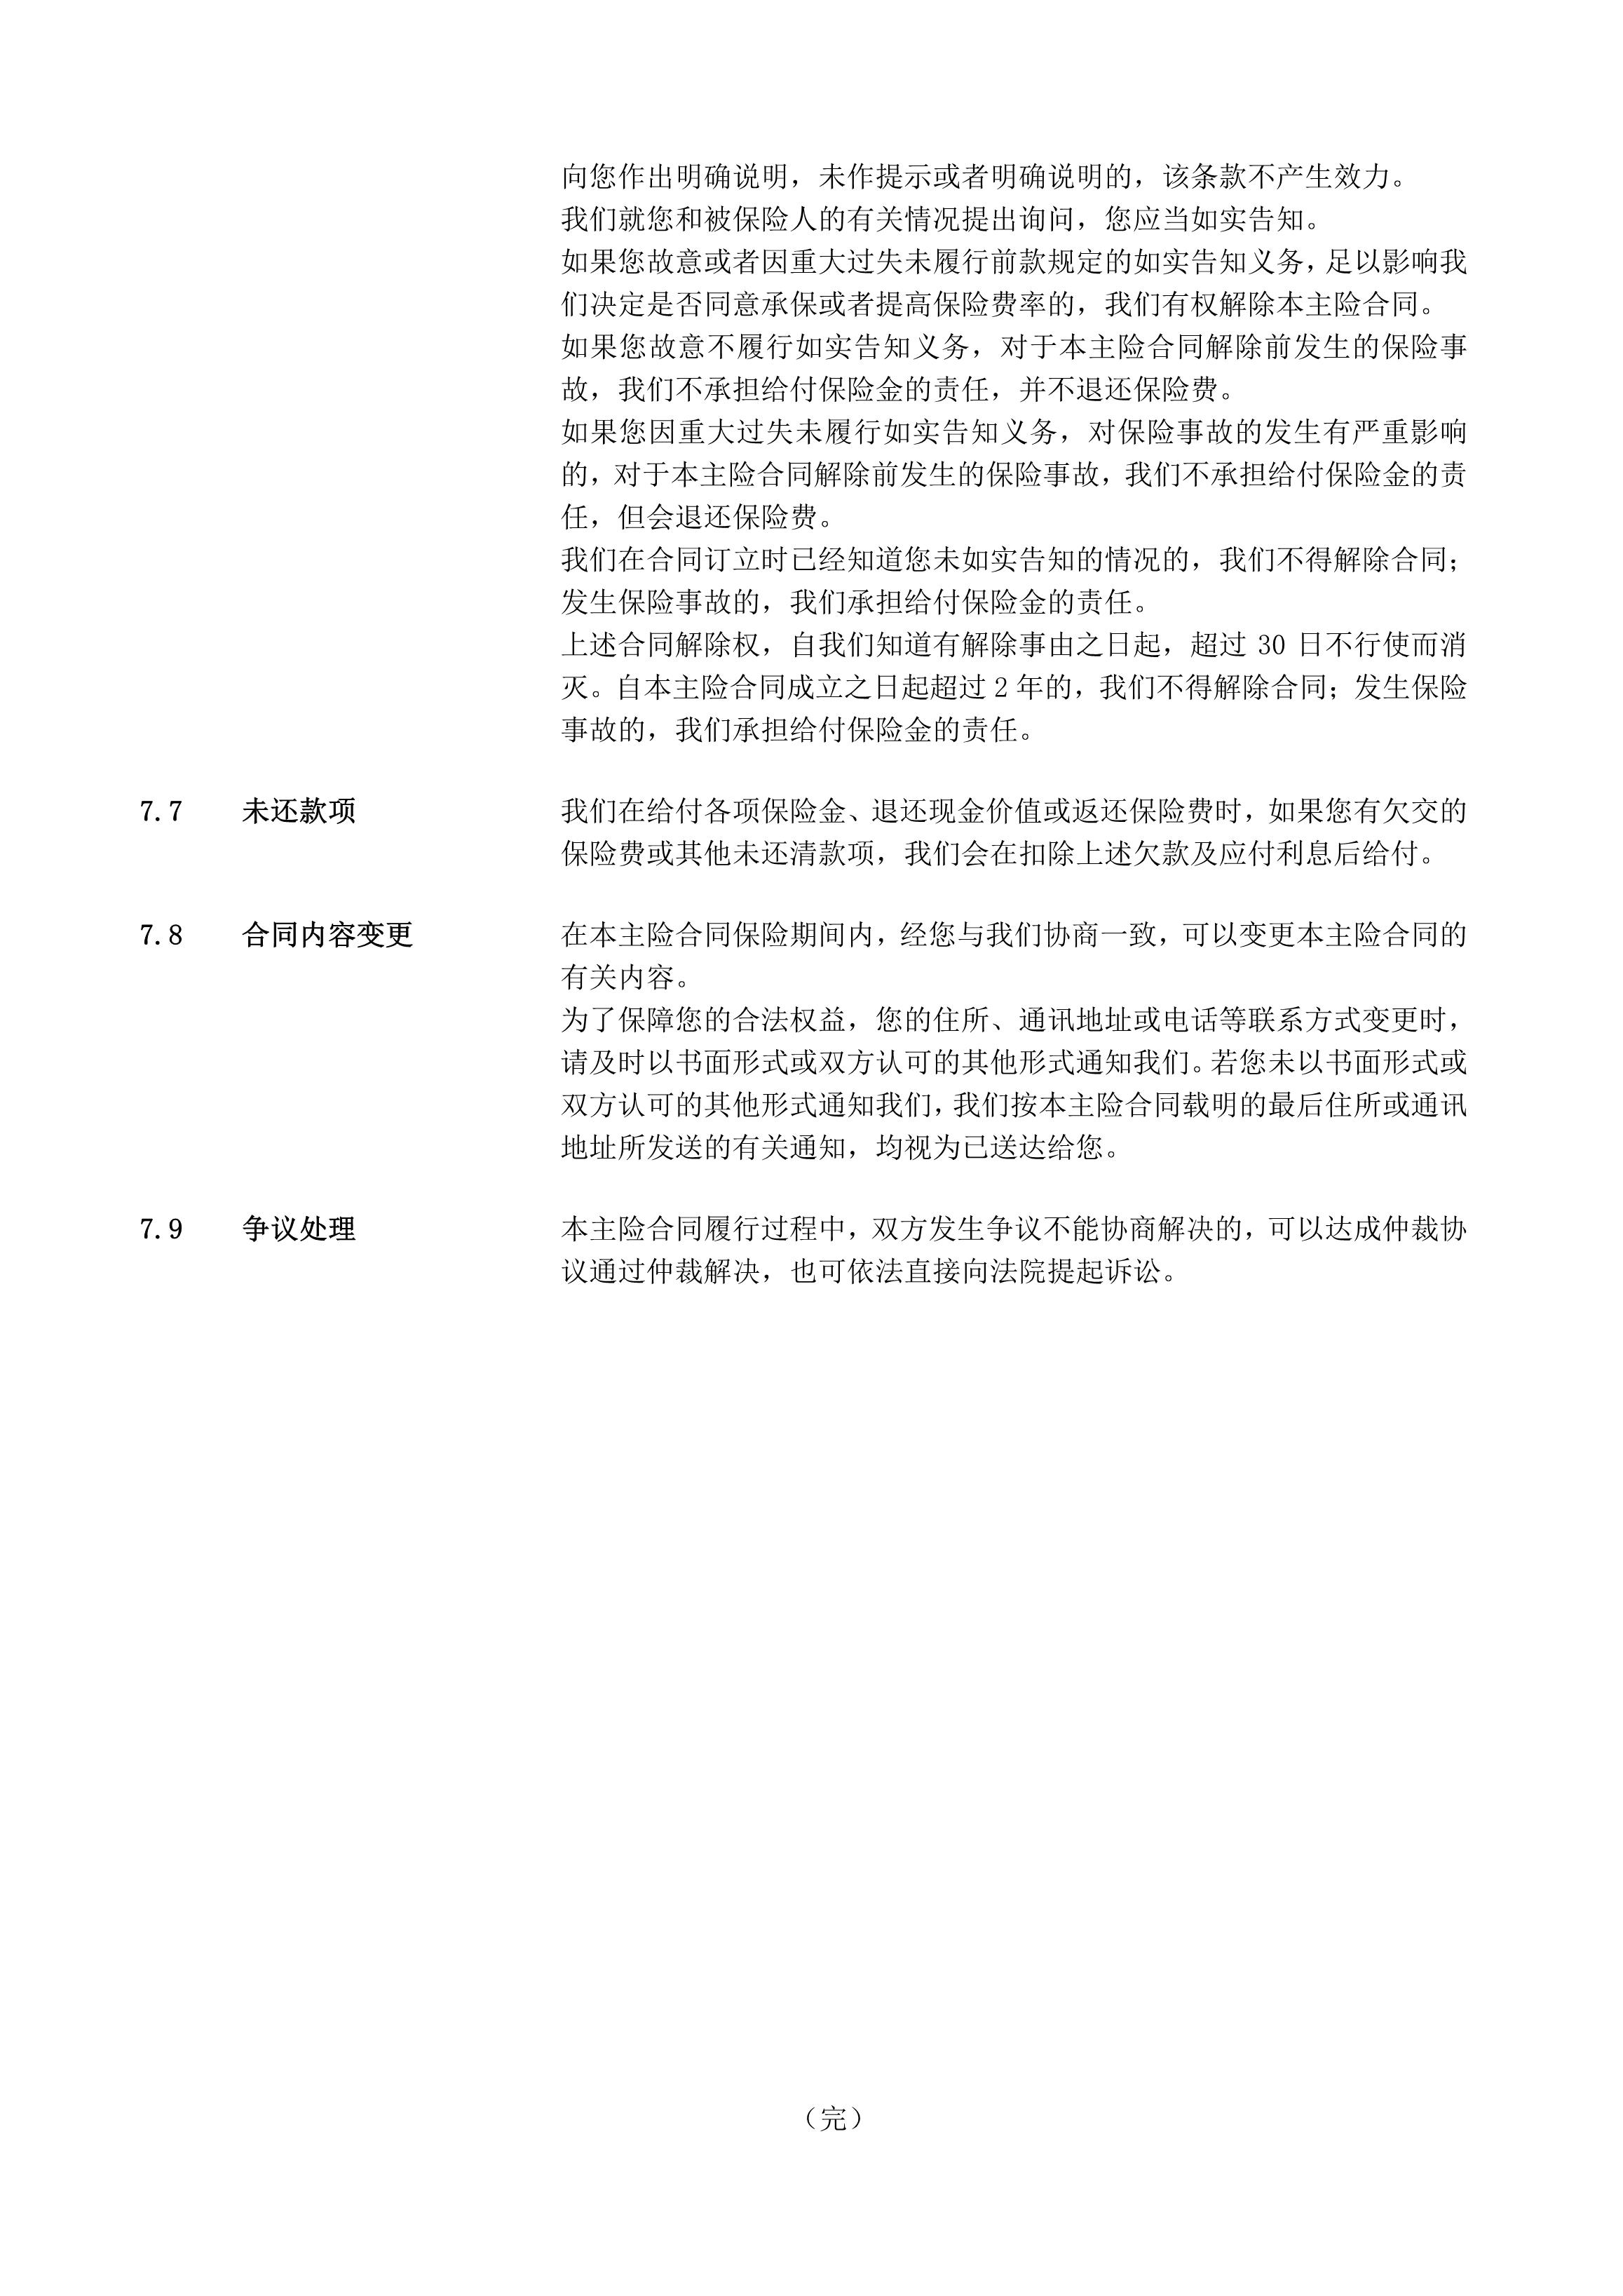 向您作出明确说明，未作提示或者明确说明的，该条款不产生效力。
我们就您和被保险人的有关情况提出询问，您应当如实告知。
如果您故意或者因重大过失未履行前款规定的如实告知义务，足以影响我
们决定是否同意承保或者提高保险费率的，我们有权解除本主险合同。
如果您故意不履行如实告知义务，对于本主险合同解除前发生的保险事
故，我们不承担给付保险金的责任，并不退还保险费。
如果您因重大过失未履行如实告知义务，对保险事故的发生有严重影响
的，对于本主险合同解除前发生的保险事故，我们不承担给付保险金的责
任，但会退还保险费。
我们在合同订立时已经知道您未如实告知的情况的，我们不得解除合同；
发生保险事故的，我们承担给付保险金的责任。
上述合同解除权，自我们知道有解除事由之日起，超过 30 日不行使而消
灭。自本主险合同成立之日起超过 2 年的，我们不得解除合同；发生保险
事故的，我们承担给付保险金的责任。
7.7 未还款项 我们在给付各项保险金、退还现金价值或返还保险费时，如果您有欠交的
保险费或其他未还清款项，我们会在扣除上述欠款及应付利息后给付。
7.8 合同内容变更 在本主险合同保险期间内，经您与我们协商一致，可以变更本主险合同的
有关内容。
为了保障您的合法权益，您的住所、通讯地址或电话等联系方式变更时，
请及时以书面形式或双方认可的其他形式通知我们。若您未以书面形式或
双方认可的其他形式通知我们，我们按本主险合同载明的最后住所或通讯
地址所发送的有关通知，均视为已送达给您。
7.9 争议处理 本主险合同履行过程中，双方发生争议不能协商解决的，可以达成仲裁协
议通过仲裁解决，也可依法直接向法院提起诉讼。
（完）